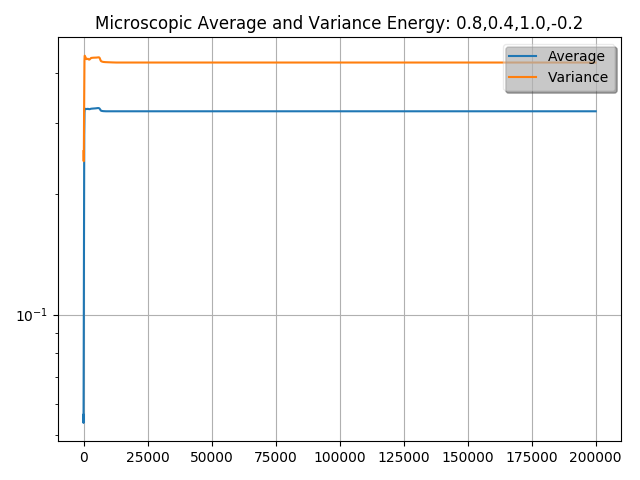 Microscopic Average and Variance Energy: 0.8,0.4,1.0,-0.2
Average
Variance
10⁻¹
0 25000 50000 75000 100000 125000 150000 175000 200000